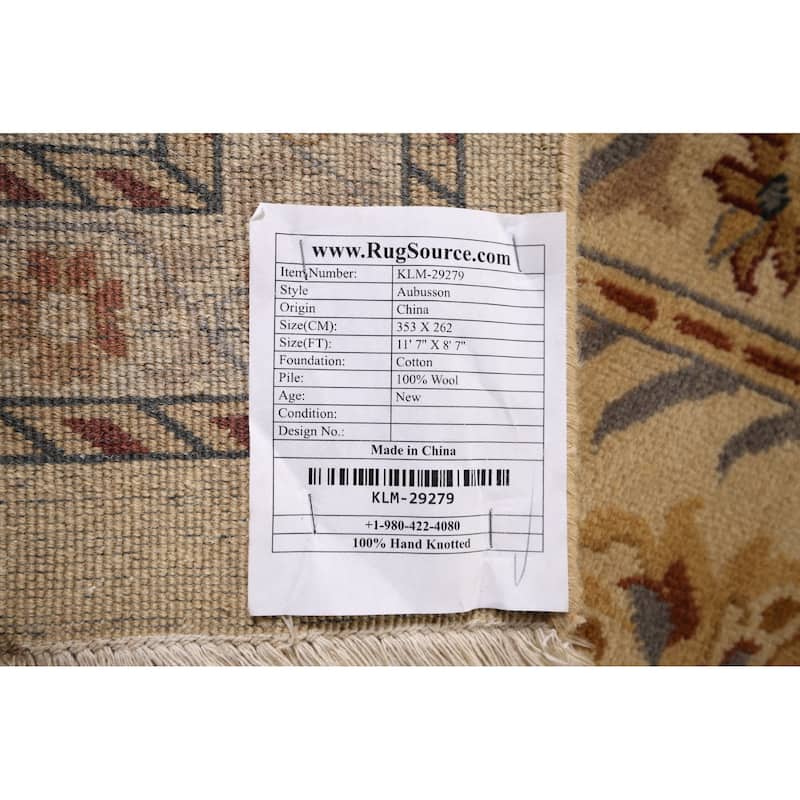 www.RugSource.com
Item Number: KLM-29279
Style Aubusson
Origin China
Size(CM): 353 X 262
Size(FT): 11' 7" X 8' 7"
Foundation: Cotton
Pile: 100% Wool
Age: New
Condition:
Design No.:
Made in China
KLM-29279
+1-980-422-4080
100% Hand Knotted